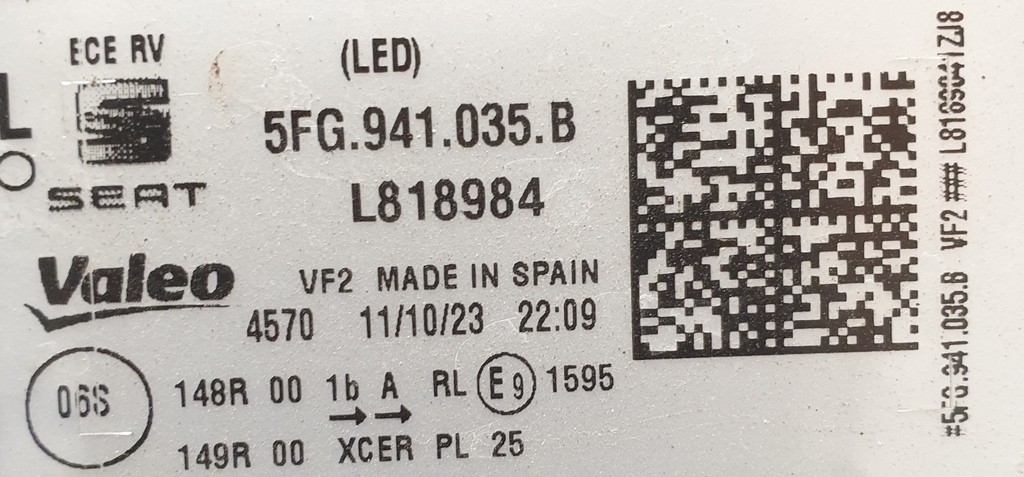 ECE RV
(LED)
L
SEAT
5FG.941.035.B
L818984
Valeo
VF2 MADE IN SPAIN
4570 11/10/23 22:09
06S
148R 00 1b A RL E9 1595
149R 00 XCER PL 25
#5FG.941.035.B VF2 ###